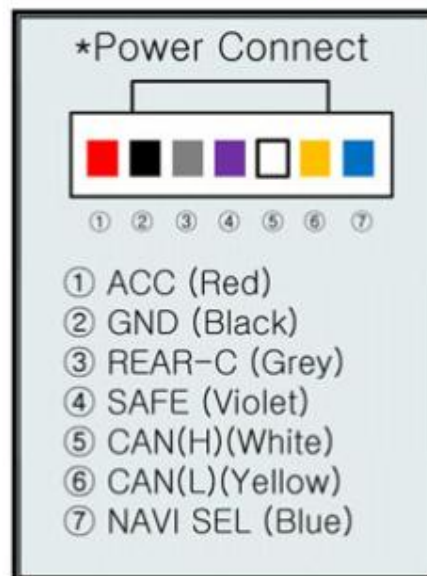 *Power Connect
① ② ③ ④ ⑤ ⑥ ⑦
① ACC (Red)
② GND (Black)
③ REAR-C (Grey)
④ SAFE (Violet)
⑤ CAN(H)(White)
⑥ CAN(L)(Yellow)
⑦ NAVI SEL (Blue)